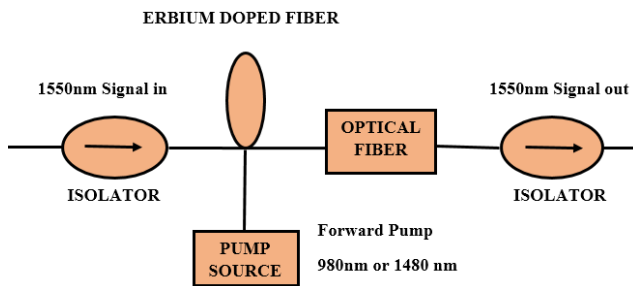 ERBIUM DOPED FIBER
1550nm Signal in
1550nm Signal out
OPTICAL
FIBER
ISOLATOR
ISOLATOR
PUMP
SOURCE
Forward Pump
980nm or 1480 nm